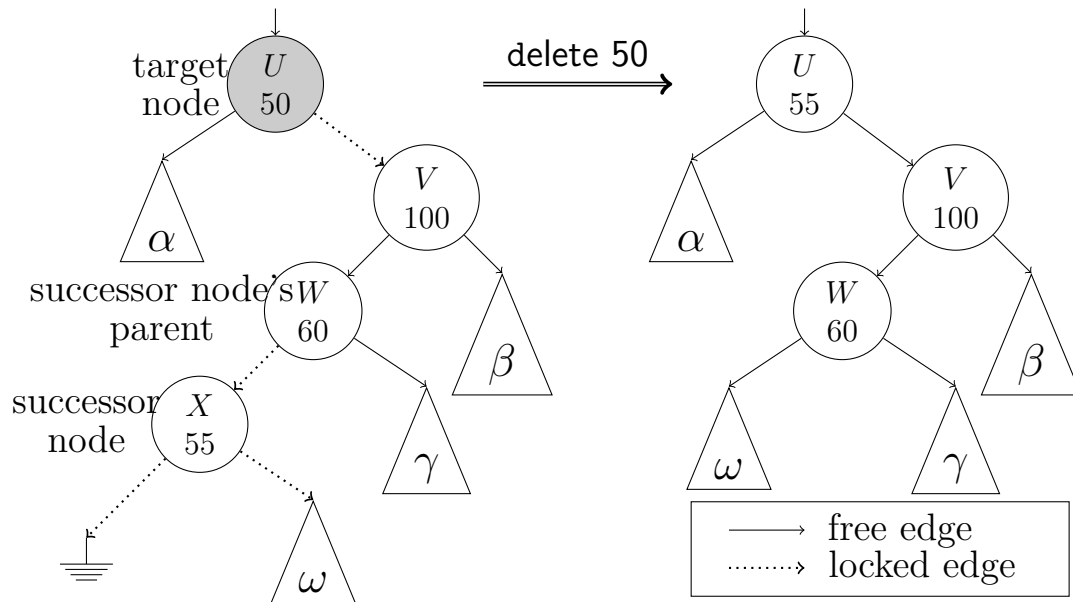 target
node
U
50
delete 50
U
55
V
100
V
100
α
α
successor node's
parent
W
60
W
60
β
β
successor
node
X
55
γ
ω
γ
ω
free edge
locked edge